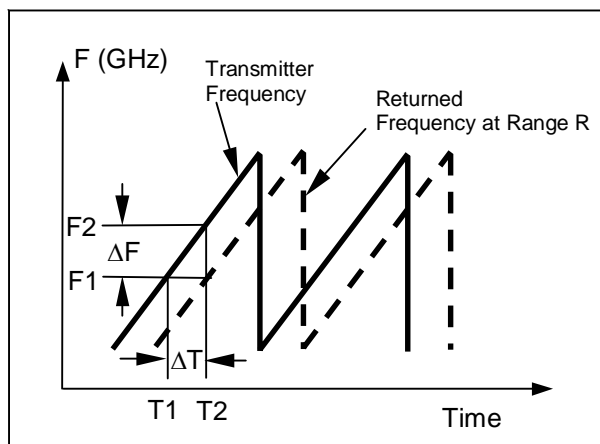 F (GHz)
Transmitter
Frequency
Returned
Frequency at Range R
F2
ΔF
F1
ΔT
T1
T2
Time